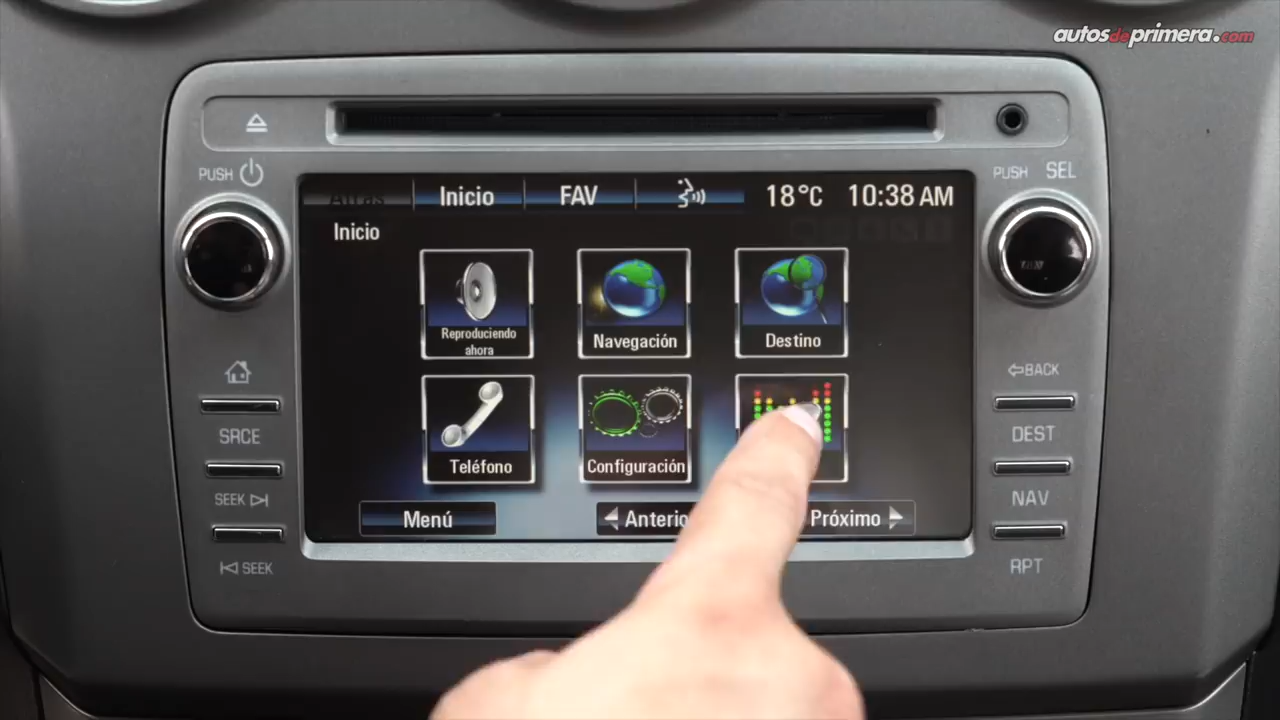 autosdeprimera.com
PUSH
PUSH SEL
Atrás
Inicio
FAV
18°C
10:38 AM
Inicio
Reproduciendo
ahora
Navegación
Destino
Teléfono
Configuración
Menú
Próximo
SRCE
SEEK
SEEK
BACK
DEST
NAV
RPT